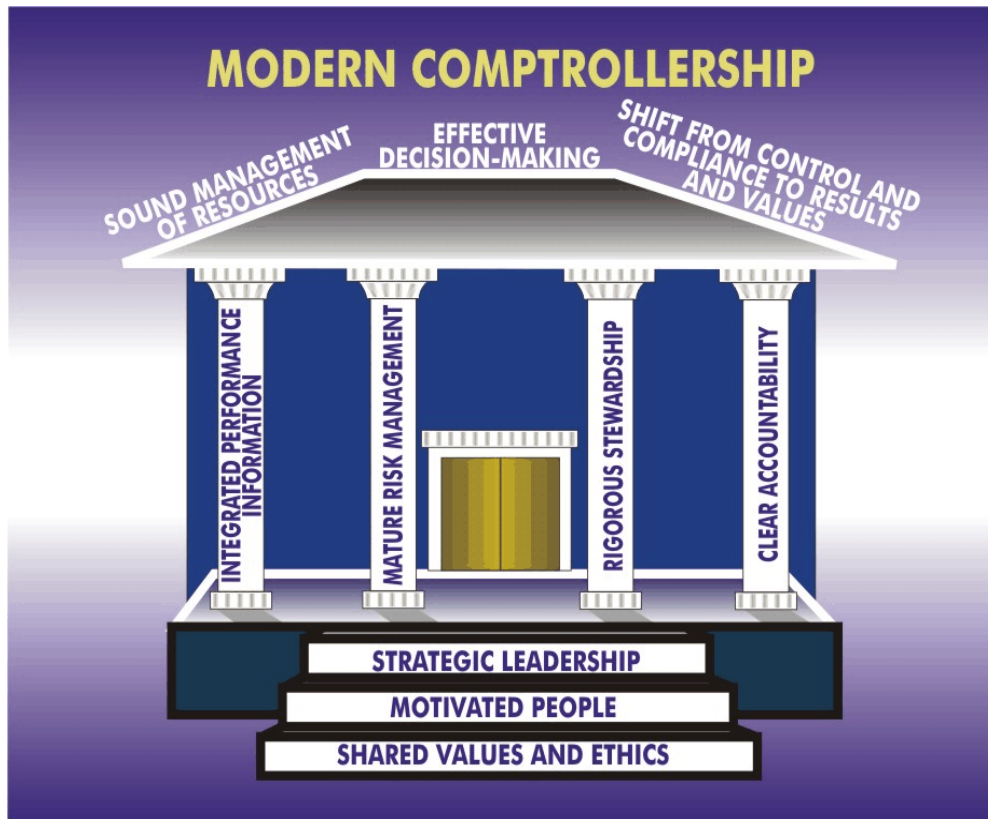 MODERN COMPTROLLERSHIP
SOUND MANAGEMENT
OF RESOURCES
EFFECTIVE
DECISION-MAKING
SHIFT FROM CONTROL AND
COMPLIANCE TO RESULTS
AND VALUES
INTEGRATED PERFORMANCE
INFORMATION
MATURE RISK MANAGEMENT
RIGOROUS STEWARDSHIP
CLEAR ACCOUNTABILITY
STRATEGIC LEADERSHIP
MOTIVATED PEOPLE
SHARED VALUES AND ETHICS